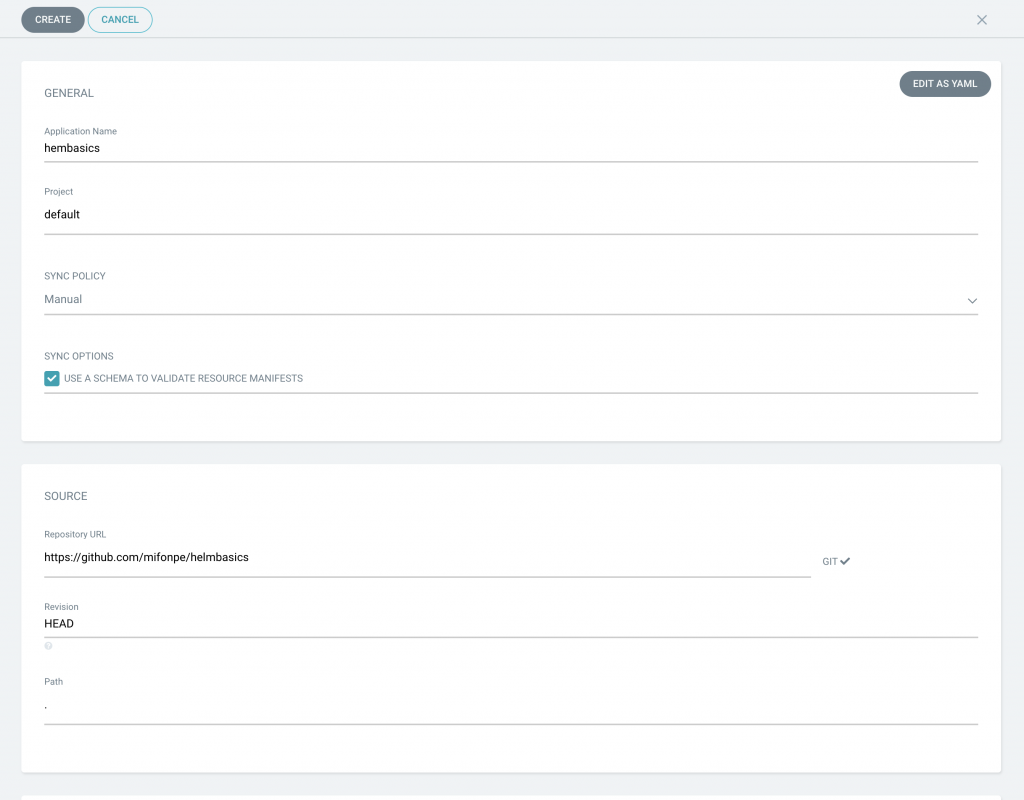 CREATE CANCEL
EDIT AS YAML
GENERAL
Application Name
hembasics
Project
default
SYNC POLICY
Manual
SYNC OPTIONS
USE A SCHEMA TO VALIDATE RESOURCE MANIFESTS
SOURCE
Repository URL
https://github.com/mifonpe/helmbasics
GIT
Revision
HEAD
Path
.